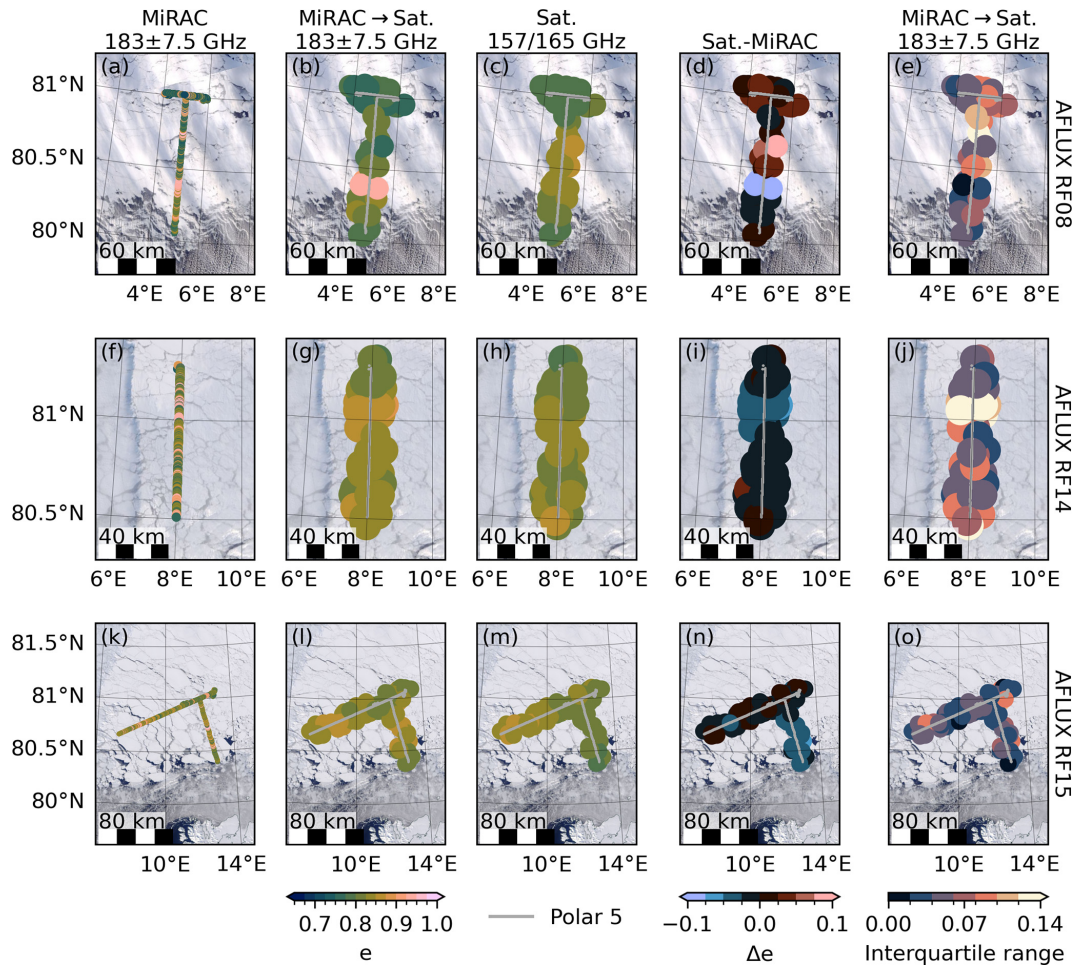 MiRAC
183±7.5 GHz
MiRAC → Sat.
183±7.5 GHz
Sat.
157/165 GHz
Sat.-MiRAC
MiRAC → Sat.
183±7.5 GHz
(a)
(b)
(c)
(d)
(e)
81°N
80.5°N
80°N
60 km
60 km
60 km
60 km
60 km
4°E 6°E 8°E
4°E 6°E 8°E
4°E 6°E 8°E
4°E 6°E 8°E
4°E 6°E 8°E
AFLUX RF08
(f)
(g)
(h)
(i)
(j)
81°N
80.5°N
40 km
40 km
40 km
40 km
40 km
6°E 8°E 10°E
6°E 8°E 10°E
6°E 8°E 10°E
6°E 8°E 10°E
6°E 8°E 10°E
AFLUX RF14
(k)
(l)
(m)
(n)
(o)
81.5°N
81°N
80.5°N
80°N
80 km
80 km
80 km
80 km
80 km
10°E 14°E
10°E 14°E
10°E 14°E
10°E 14°E
10°E 14°E
AFLUX RF15
0.7 0.8 0.9 1.0
e
Polar 5
−0.1 0.0 0.1
Δe
0.00 0.07 0.14
Interquartile range